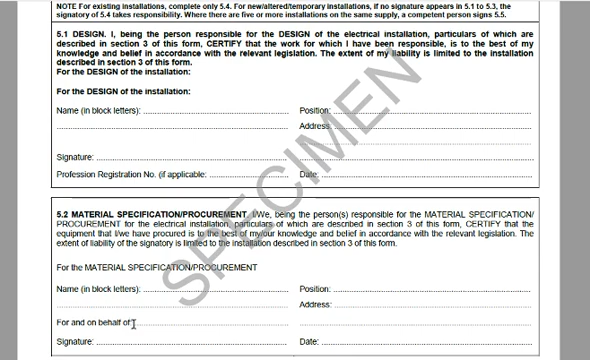 NOTE For existing installations, complete only 5.4. For new/altered/temporary installations, if no signature appears in 5.1 to 5.3, the
signatory of 5.4 takes responsibility. Where there are five or more installations on the same supply, a competent person signs 5.5.
5.1 DESIGN. I, being the person responsible for the DESIGN of the electrical installation, particulars of which are
described in section 3 of this form, CERTIFY that the work for which I have been responsible, is to the best of my
knowledge and belief in accordance with the relevant legislation. The extent of my liability is limited to the installation
described in section 3 of this form.
For the DESIGN of the installation:
For the DESIGN of the installation:
Name (in block letters): Position:
Address:
Signature:
Profession Registration No. (if applicable: Date:
5.2 MATERIAL SPECIFICATION/PROCUREMENT. I/We, being the person(s) responsible for the MATERIAL SPECIFICATION/
PROCUREMENT for the electrical installation, particulars of which are described in section 3 of this form, CERTIFY that the
equipment that I/we have procured is to the best of my/our knowledge and belief in accordance with the relevant legislation. The
extent of liability of the signatory is limited to the installation described in section 3 of this form.
For the MATERIAL SPECIFICATION/PROCUREMENT
Name (in block letters): Position:
Address:
For and on behalf of:
Signature: Date:
SPECIMEN